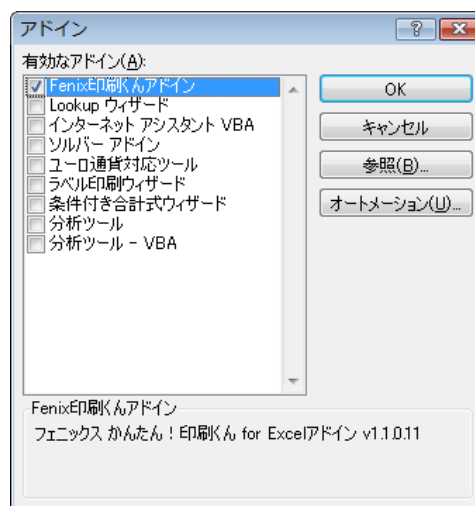 アドイン
有効なアドイン(A):
Fenix印刷くんアドイン
Lookup ウィザード
インターネット アシスタント VBA
ソルバー アドイン
ユーロ通貨対応ツール
ラベル印刷ウィザード
条件付き合計式ウィザード
分析ツール
分析ツール - VBA
OK
キャンセル
参照(B)...
オートメーション(U)...
Fenix印刷くんアドイン
フェニックス かんたん！印刷くん for Excelアドイン v1.1.0.11